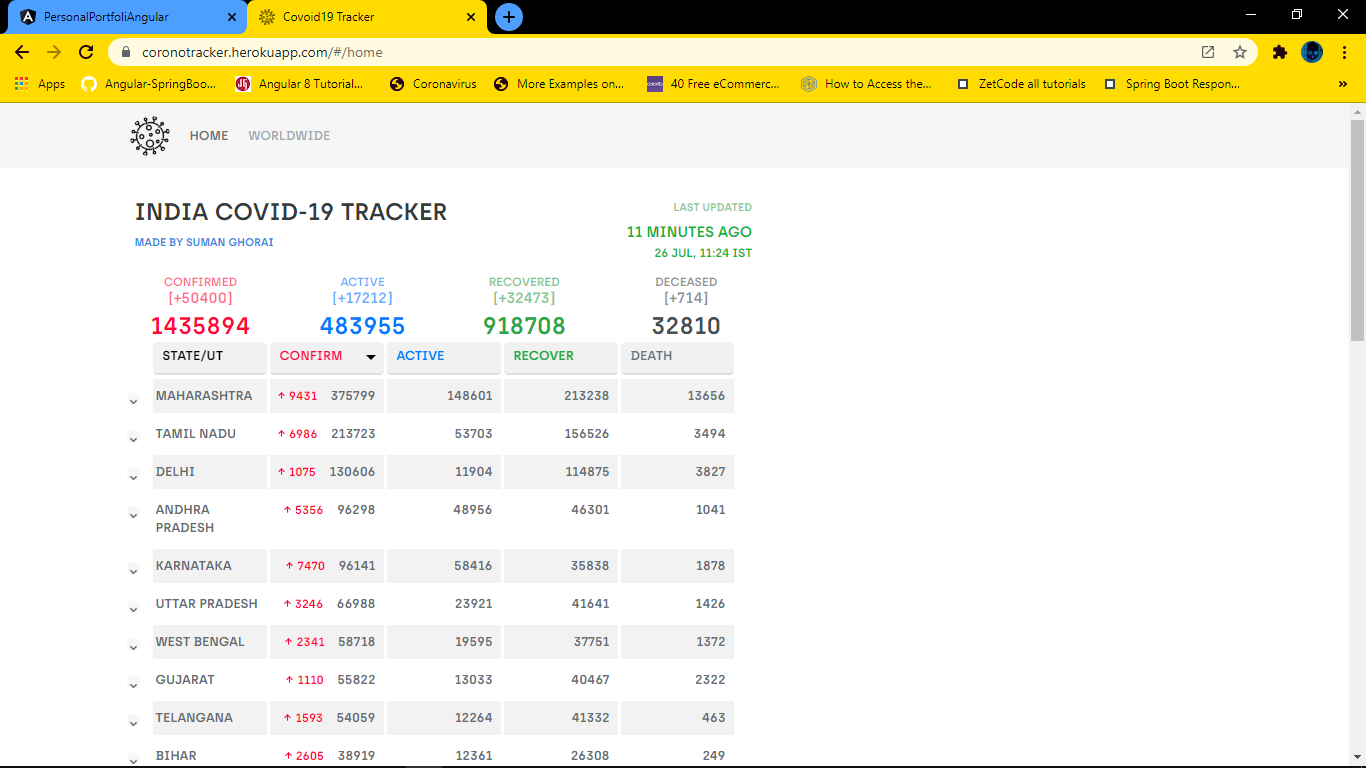 PersonalPortfoliAngular
Covoid19 Tracker
coronotracker.herokuapp.com/#/home
Apps Angular-SpringBoo... Angular 8 Tutorial... Coronavirus More Examples on... 40 Free eCommerc... How to Access the... ZetCode all tutorials Spring Boot Respon... »
HOME WORLDWIDE
INDIA COVID-19 TRACKER
MADE BY SUMAN GHORAI
LAST UPDATED
11 MINUTES AGO
26 JUL, 11:24 IST
CONFIRMED ACTIVE RECOVERED DECEASED
[+50400] [+17212] [+32473] [+714]
1435894 483955 918708 32810
STATE/UT CONFIRM ACTIVE RECOVER DEATH
MAHARASHTRA ↑ 9431 375799 148601 213238 13656
TAMIL NADU ↑ 6986 213723 53703 156526 3494
DELHI ↑ 1075 130606 11904 114875 3827
ANDHRA PRADESH ↑ 5356 96298 48956 46301 1041
KARNATAKA ↑ 7470 96141 58416 35838 1878
UTTAR PRADESH ↑ 3246 66988 23921 41641 1426
WEST BENGAL ↑ 2341 58718 19595 37751 1372
GUJARAT ↑ 1110 55822 13033 40467 2322
TELANGANA ↑ 1593 54059 12264 41332 463
BIHAR ↑ 2605 38919 12361 26308 249